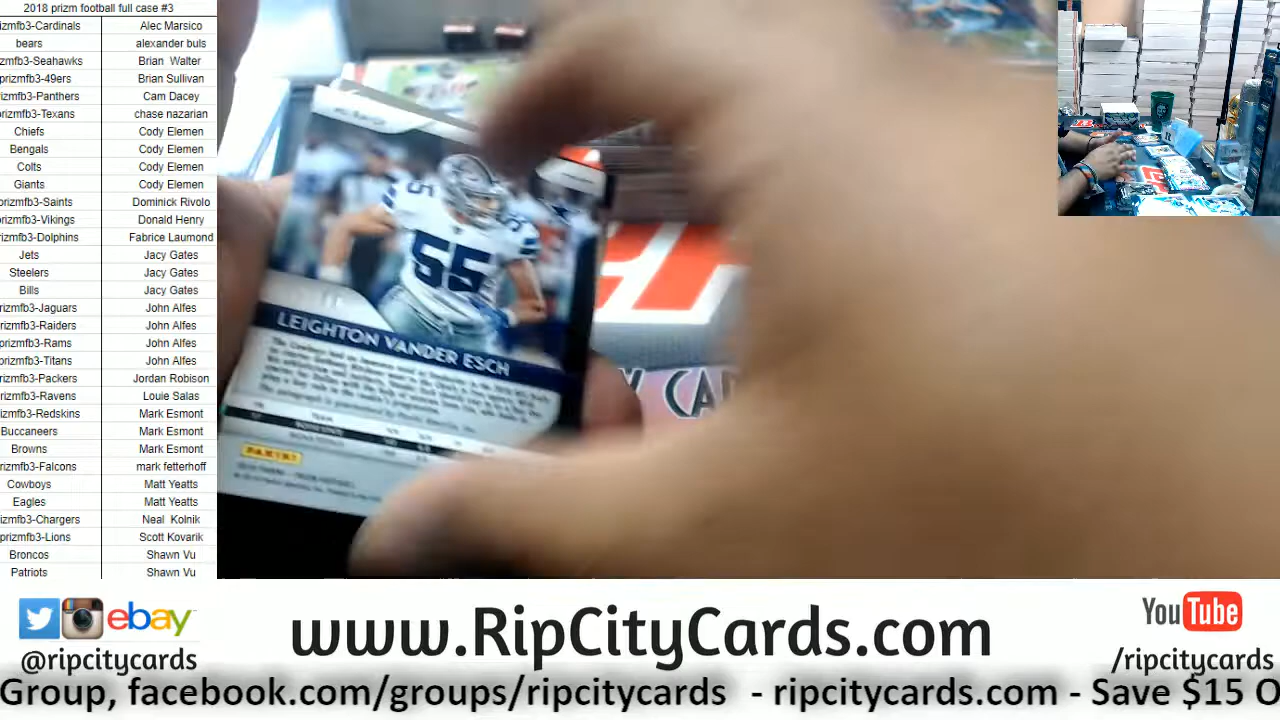 2018 prizm football full case #3
izmfb3-Cardinals Alec Marsico
bears alexander buls
zmfb3-Seahawks Brian Walter
prizmfb3-49ers Brian Sullivan
rizmfb3-Panthers Cam Dacey
prizmfb3-Texans chase nazarian
Chiefs Cody Elemen
Bengals Cody Elemen
Colts Cody Elemen
Giants Cody Elemen
prizmfb3-Saints Dominick Rivolo
rizmfb3-Vikings Donald Henry
rizmfb3-Dolphins Fabrice Laumond
Jets Jacy Gates
Steelers Jacy Gates
Bills Jacy Gates
rizmfb3-Jaguars John Alfes
rizmfb3-Raiders John Alfes
prizmfb3-Rams John Alfes
prizmfb3-Titans John Alfes
rizmfb3-Packers Jordan Robison
rizmfb3-Ravens Louie Salas
izmfb3-Redskins Mark Esmont
Buccaneers Mark Esmont
Browns Mark Esmont
rizmfb3-Falcons mark fetterhoff
Cowboys Matt Yeatts
Eagles Matt Yeatts
izmfb3-Chargers Neal Kolnik
prizmfb3-Lions Scott Kovarik
Broncos Shawn Vu
Patriots Shawn Vu
55
LEIGHTON VANDER ESCH
PANINI
Y CA
ebay
@ripcitycards
www.RipCityCards.com
YouTube
/ripcitycards
Group, facebook.com/groups/ripcitycards - ripcitycards.com - Save $15 O